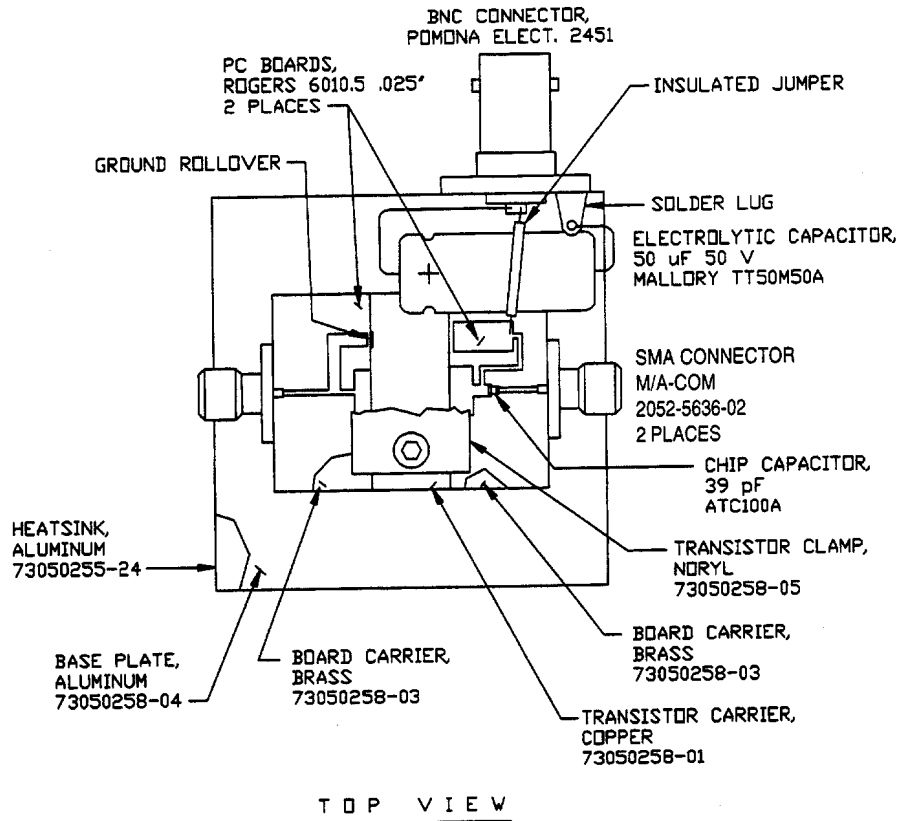 BNC CONNECTOR,
POMONA ELECT. 2451
PC BOARDS,
ROGERS 6010.5 .025"
2 PLACES
INSULATED JUMPER
GROUND ROLLOVER
SOLDER LUG
ELECTROLYTIC CAPACITOR,
50 uF 50 V
MALLORY TT50M50A
+
SMA CONNECTOR
M/A-COM
2052-5636-02
2 PLACES
CHIP CAPACITOR,
39 pF
ATC100A
HEATSINK,
ALUMINUM
73050255-24
TRANSISTOR CLAMP,
NORYL
73050258-05
BOARD CARRIER,
BRASS
73050258-03
BASE PLATE,
ALUMINUM
73050258-04
BOARD CARRIER,
BRASS
73050258-03
TRANSISTOR CARRIER,
COPPER
73050258-01
TOP VIEW